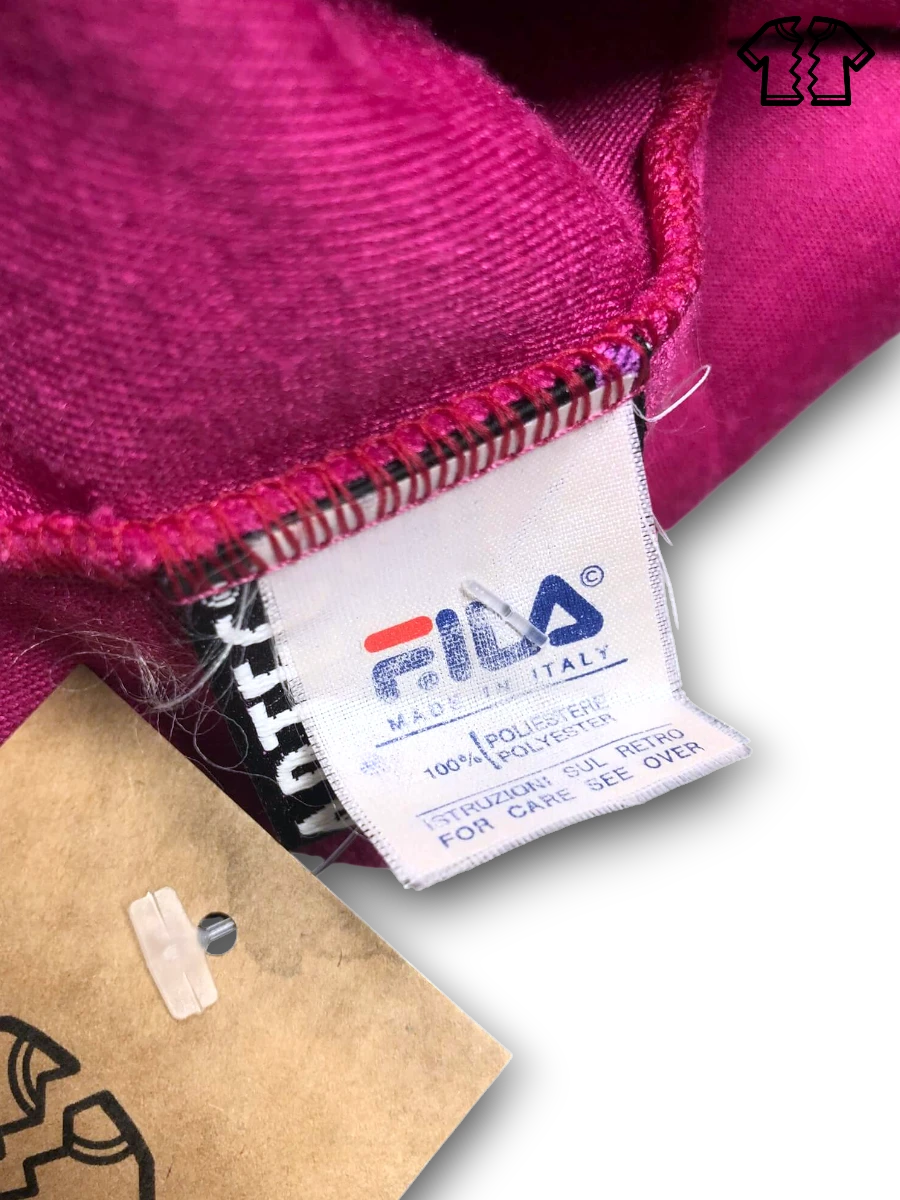 FILA©
®
MADE IN ITALY
100% POLIESTERE
POLYESTER
ISTRUZIONI SUL RETRO
FOR CARE SEE OVER